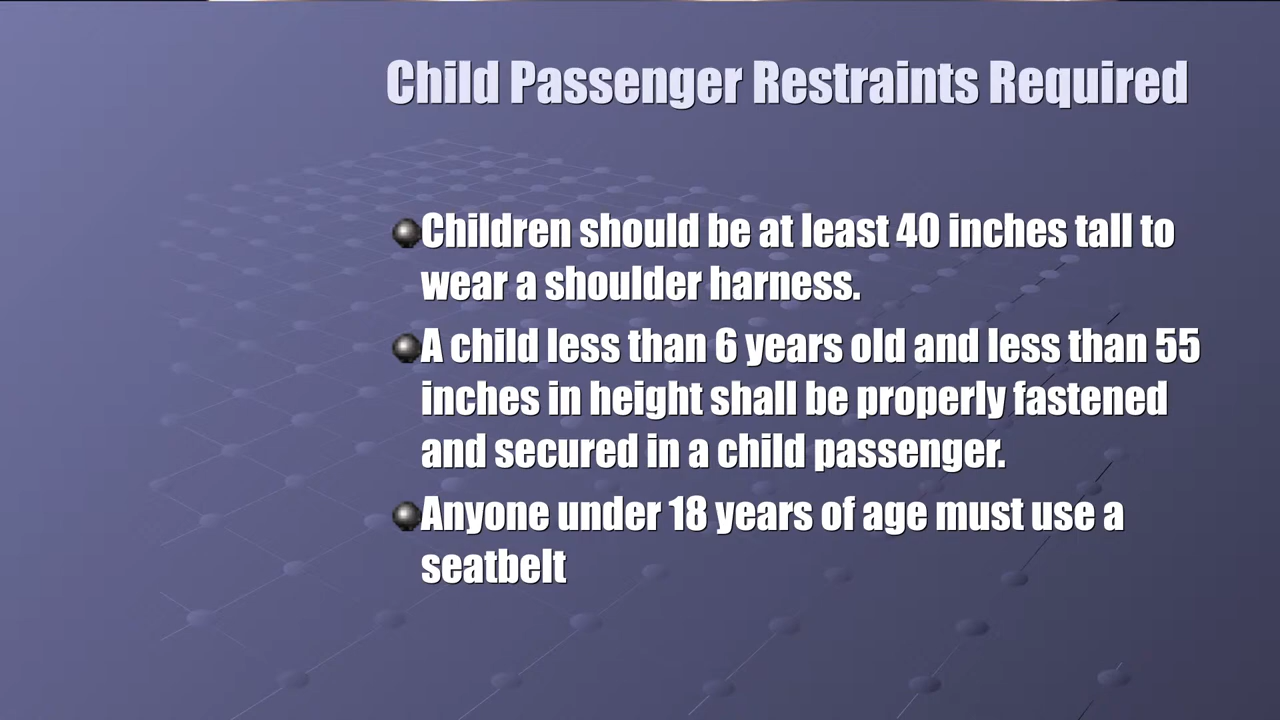 Child Passenger Restraints Required
Children should be at least 40 inches tall to
wear a shoulder harness.
A child less than 6 years old and less than 55
inches in height shall be properly fastened
and secured in a child passenger.
Anyone under 18 years of age must use a
seatbelt